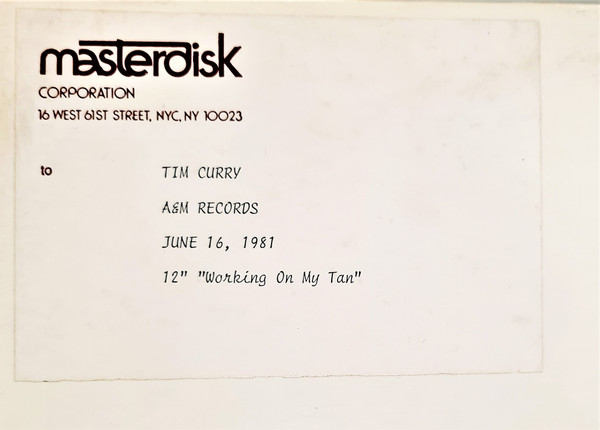 masterdisk
CORPORATION
16 WEST 61ST STREET, NYC, NY 10023
to
TIM CURRY
A&M RECORDS
JUNE 16, 1981
12" "Working On My Tan"